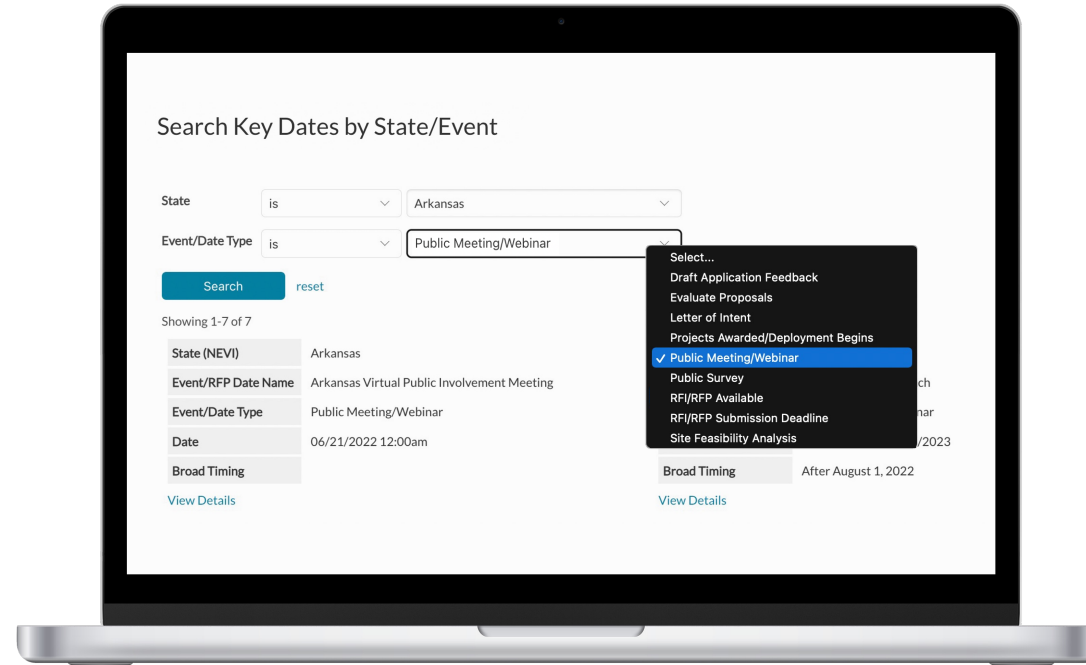 Search Key Dates by State/Event
State is Arkansas
Event/Date Type is Public Meeting/Webinar
Select...
Draft Application Feedback
Evaluate Proposals
Letter of Intent
Projects Awarded/Deployment Begins
✓ Public Meeting/Webinar
Public Survey
RFI/RFP Available
RFI/RFP Submission Deadline
Site Feasibility Analysis
Search reset
Showing 1-7 of 7
State (NEVI) Arkansas
Event/RFP Date Name Arkansas Virtual Public Involvement Meeting
Event/Date Type Public Meeting/Webinar
Date 06/21/2022 12:00am
Broad Timing
View Details
/2023
Broad Timing After August 1, 2022
View Details